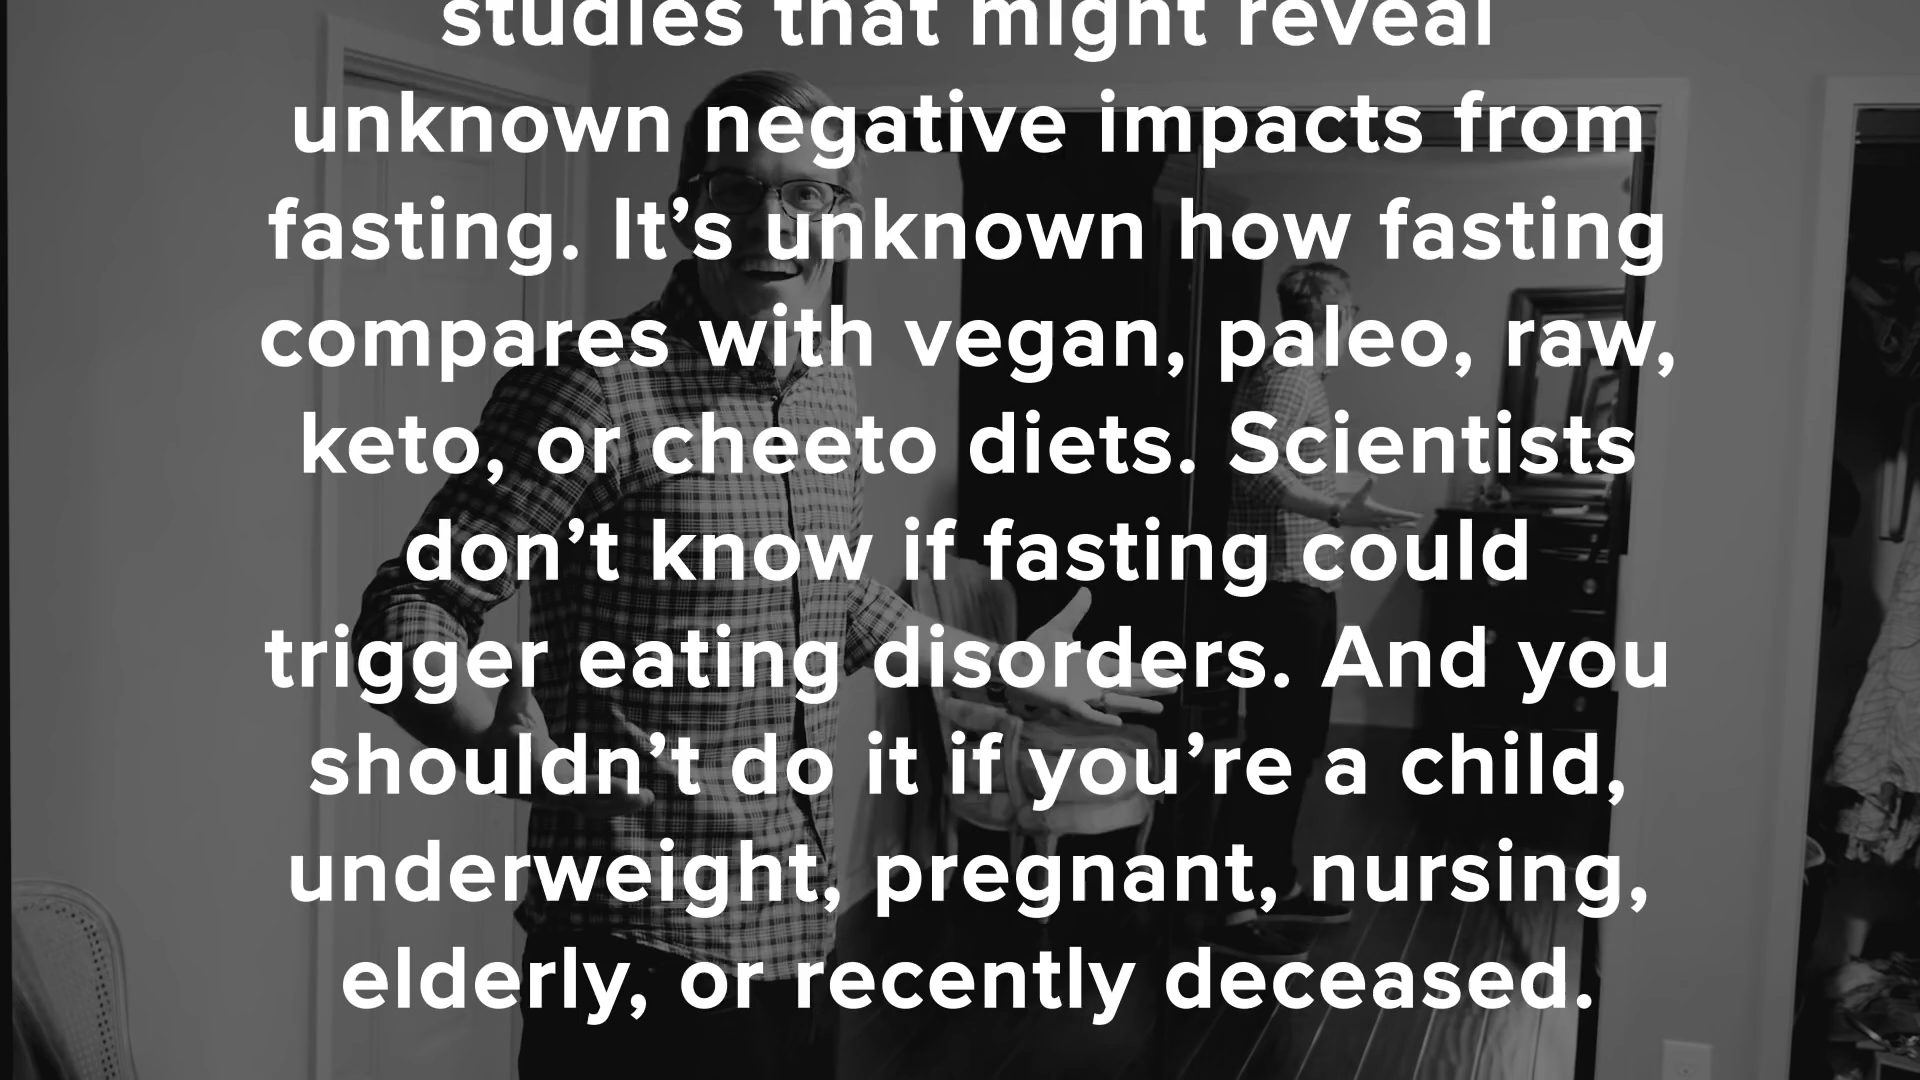 studies that might reveal
unknown negative impacts from
fasting. It’s unknown how fasting
compares with vegan, paleo, raw,
keto, or cheeto diets. Scientists
don’t know if fasting could
trigger eating disorders. And you
shouldn’t do it if you’re a child,
underweight, pregnant, nursing,
elderly, or recently deceased.